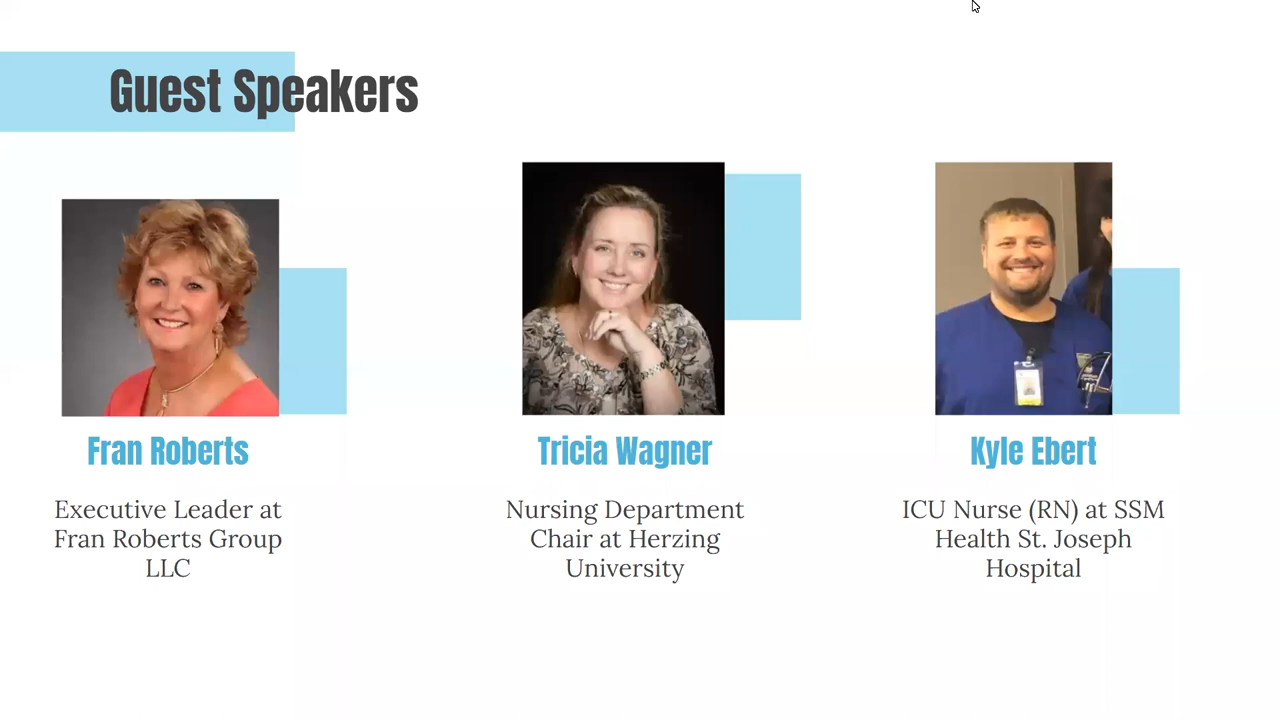 Guest Speakers
Fran Roberts
Executive Leader at
Fran Roberts Group
LLC
Tricia Wagner
Nursing Department
Chair at Herzing
University
Kyle Ebert
ICU Nurse (RN) at SSM
Health St. Joseph
Hospital